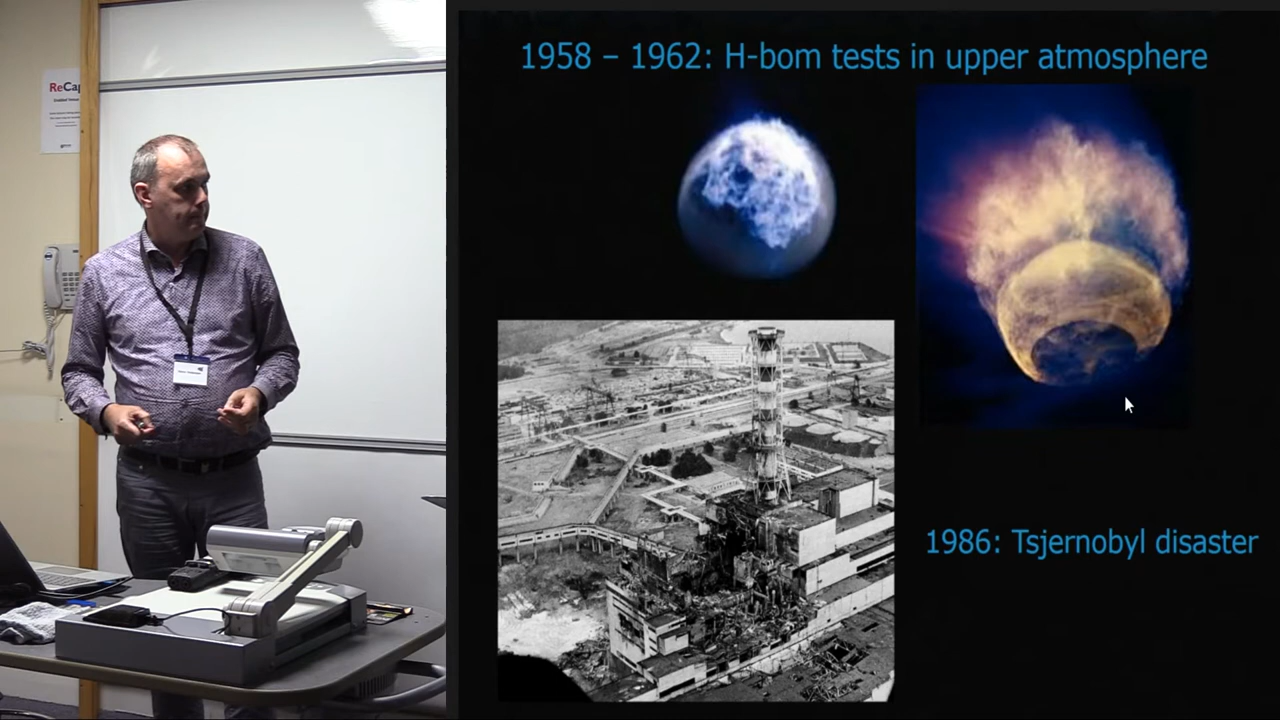 ReCap
1958 – 1962: H-bom tests in upper atmosphere
1986: Tsjernobyl disaster